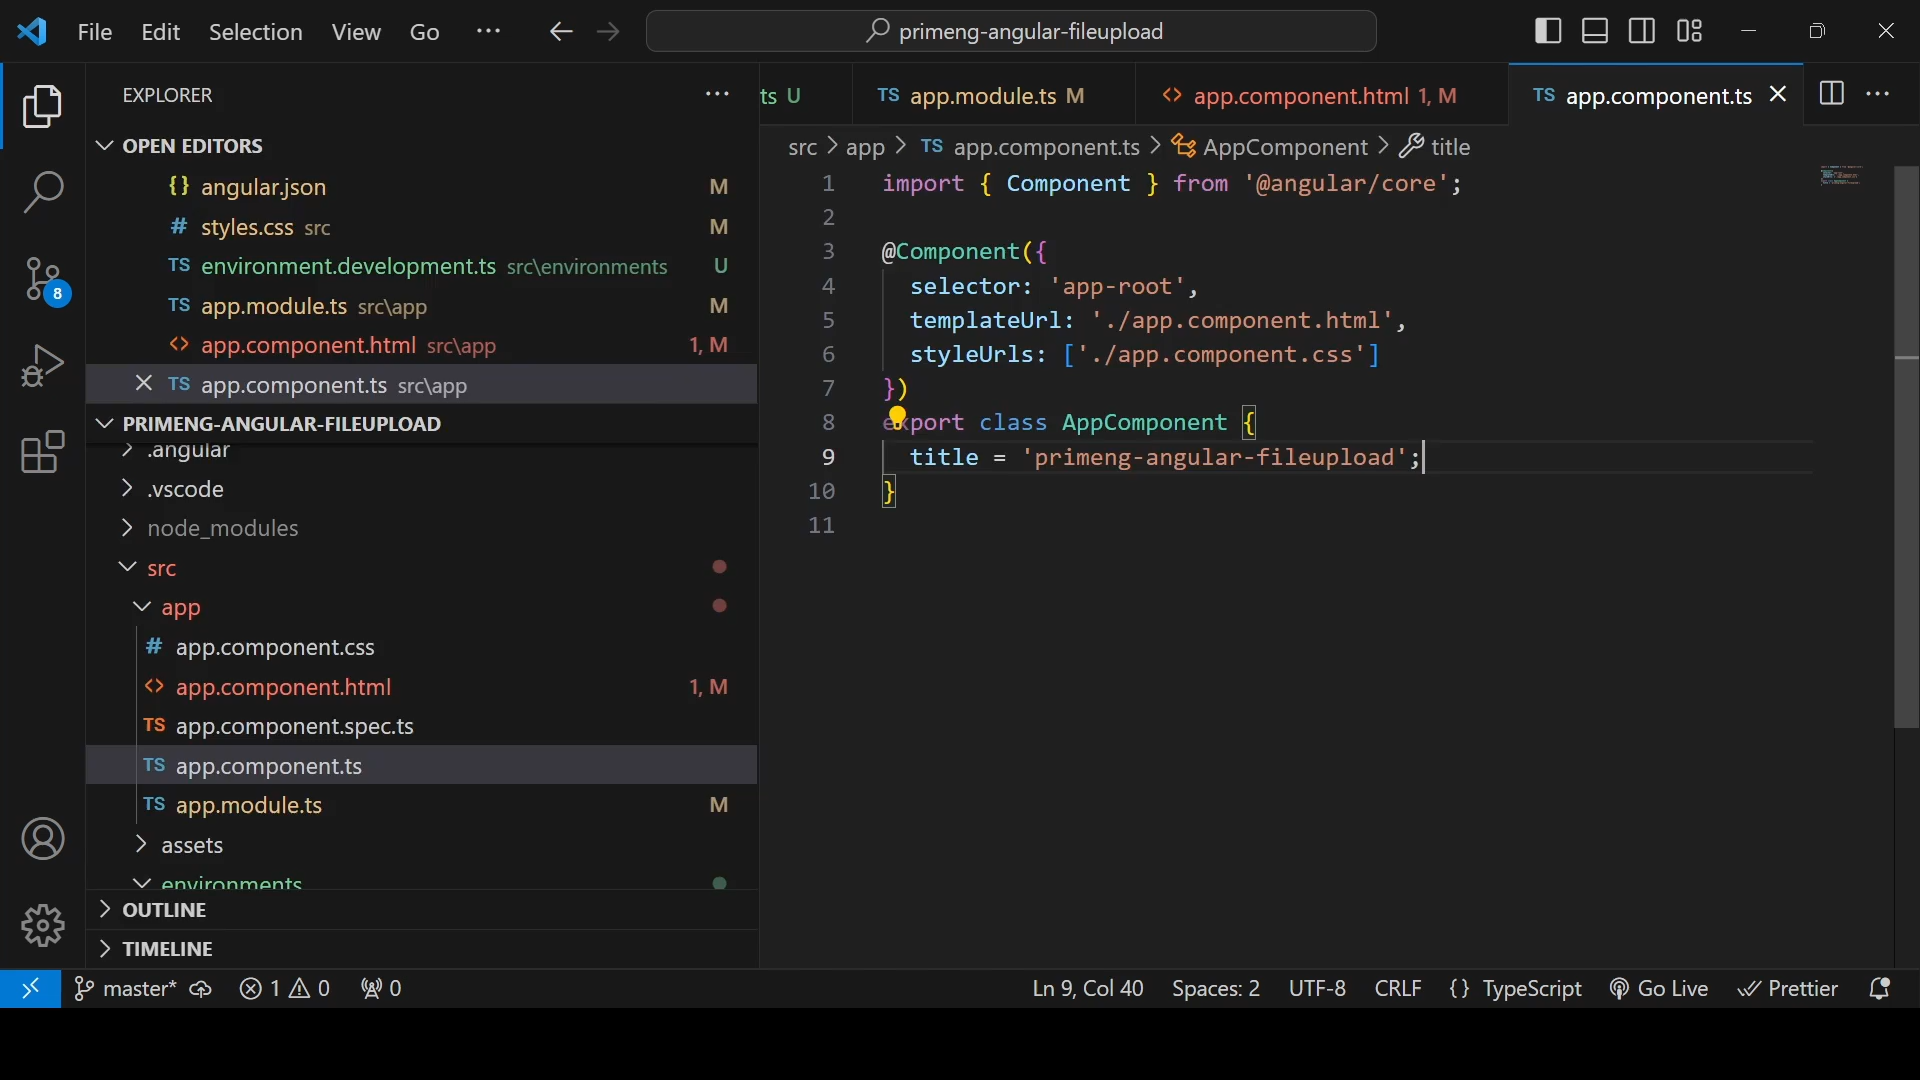 File Edit Selection View Go ··· primeng-angular-fileupload
EXPLORER ···
OPEN EDITORS
{} angular.json M
# styles.css src M
TS environment.development.ts src\environments U
TS app.module.ts src\app M
<> app.component.html src\app 1, M
TS app.component.ts src\app
PRIMENG-ANGULAR-FILEUPLOAD
.angular
.vscode
node_modules
src
app
# app.component.css
<> app.component.html 1, M
TS app.component.spec.ts
TS app.component.ts
TS app.module.ts M
assets
environments
OUTLINE
TIMELINE
8
ts U TS app.module.ts M <> app.component.html 1, M TS app.component.ts ···
src > app > TS app.component.ts > AppComponent > title
1 import { Component } from '@angular/core';
2
3 @Component({
4 selector: 'app-root',
5 templateUrl: './app.component.html',
6 styleUrls: ['./app.component.css']
7 })
8 export class AppComponent {
9 title = 'primeng-angular-fileupload';
10 }
11
master* 1 0 0 Ln 9, Col 40 Spaces: 2 UTF-8 CRLF {} TypeScript Go Live Prettier